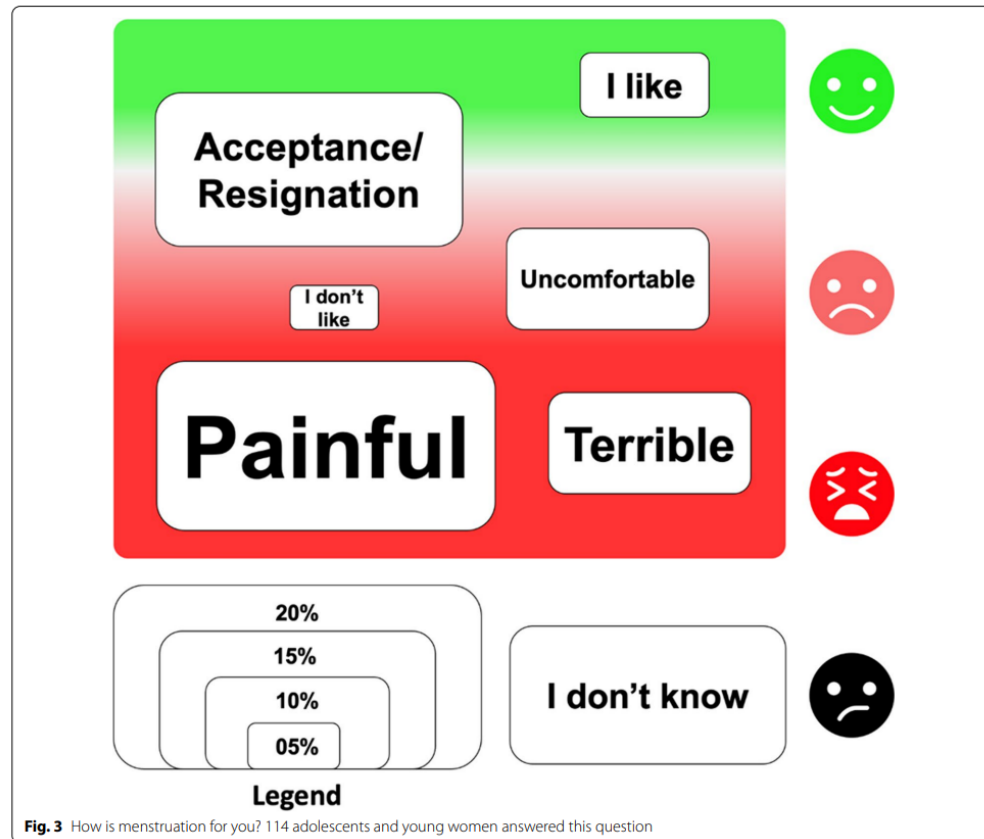 I like
Acceptance/
Resignation
Uncomfortable
I don't
like
Painful
Terrible
20%
15%
10%
05%
I don't know
Legend
Fig. 3 How is menstruation for you? 114 adolescents and young women answered this question